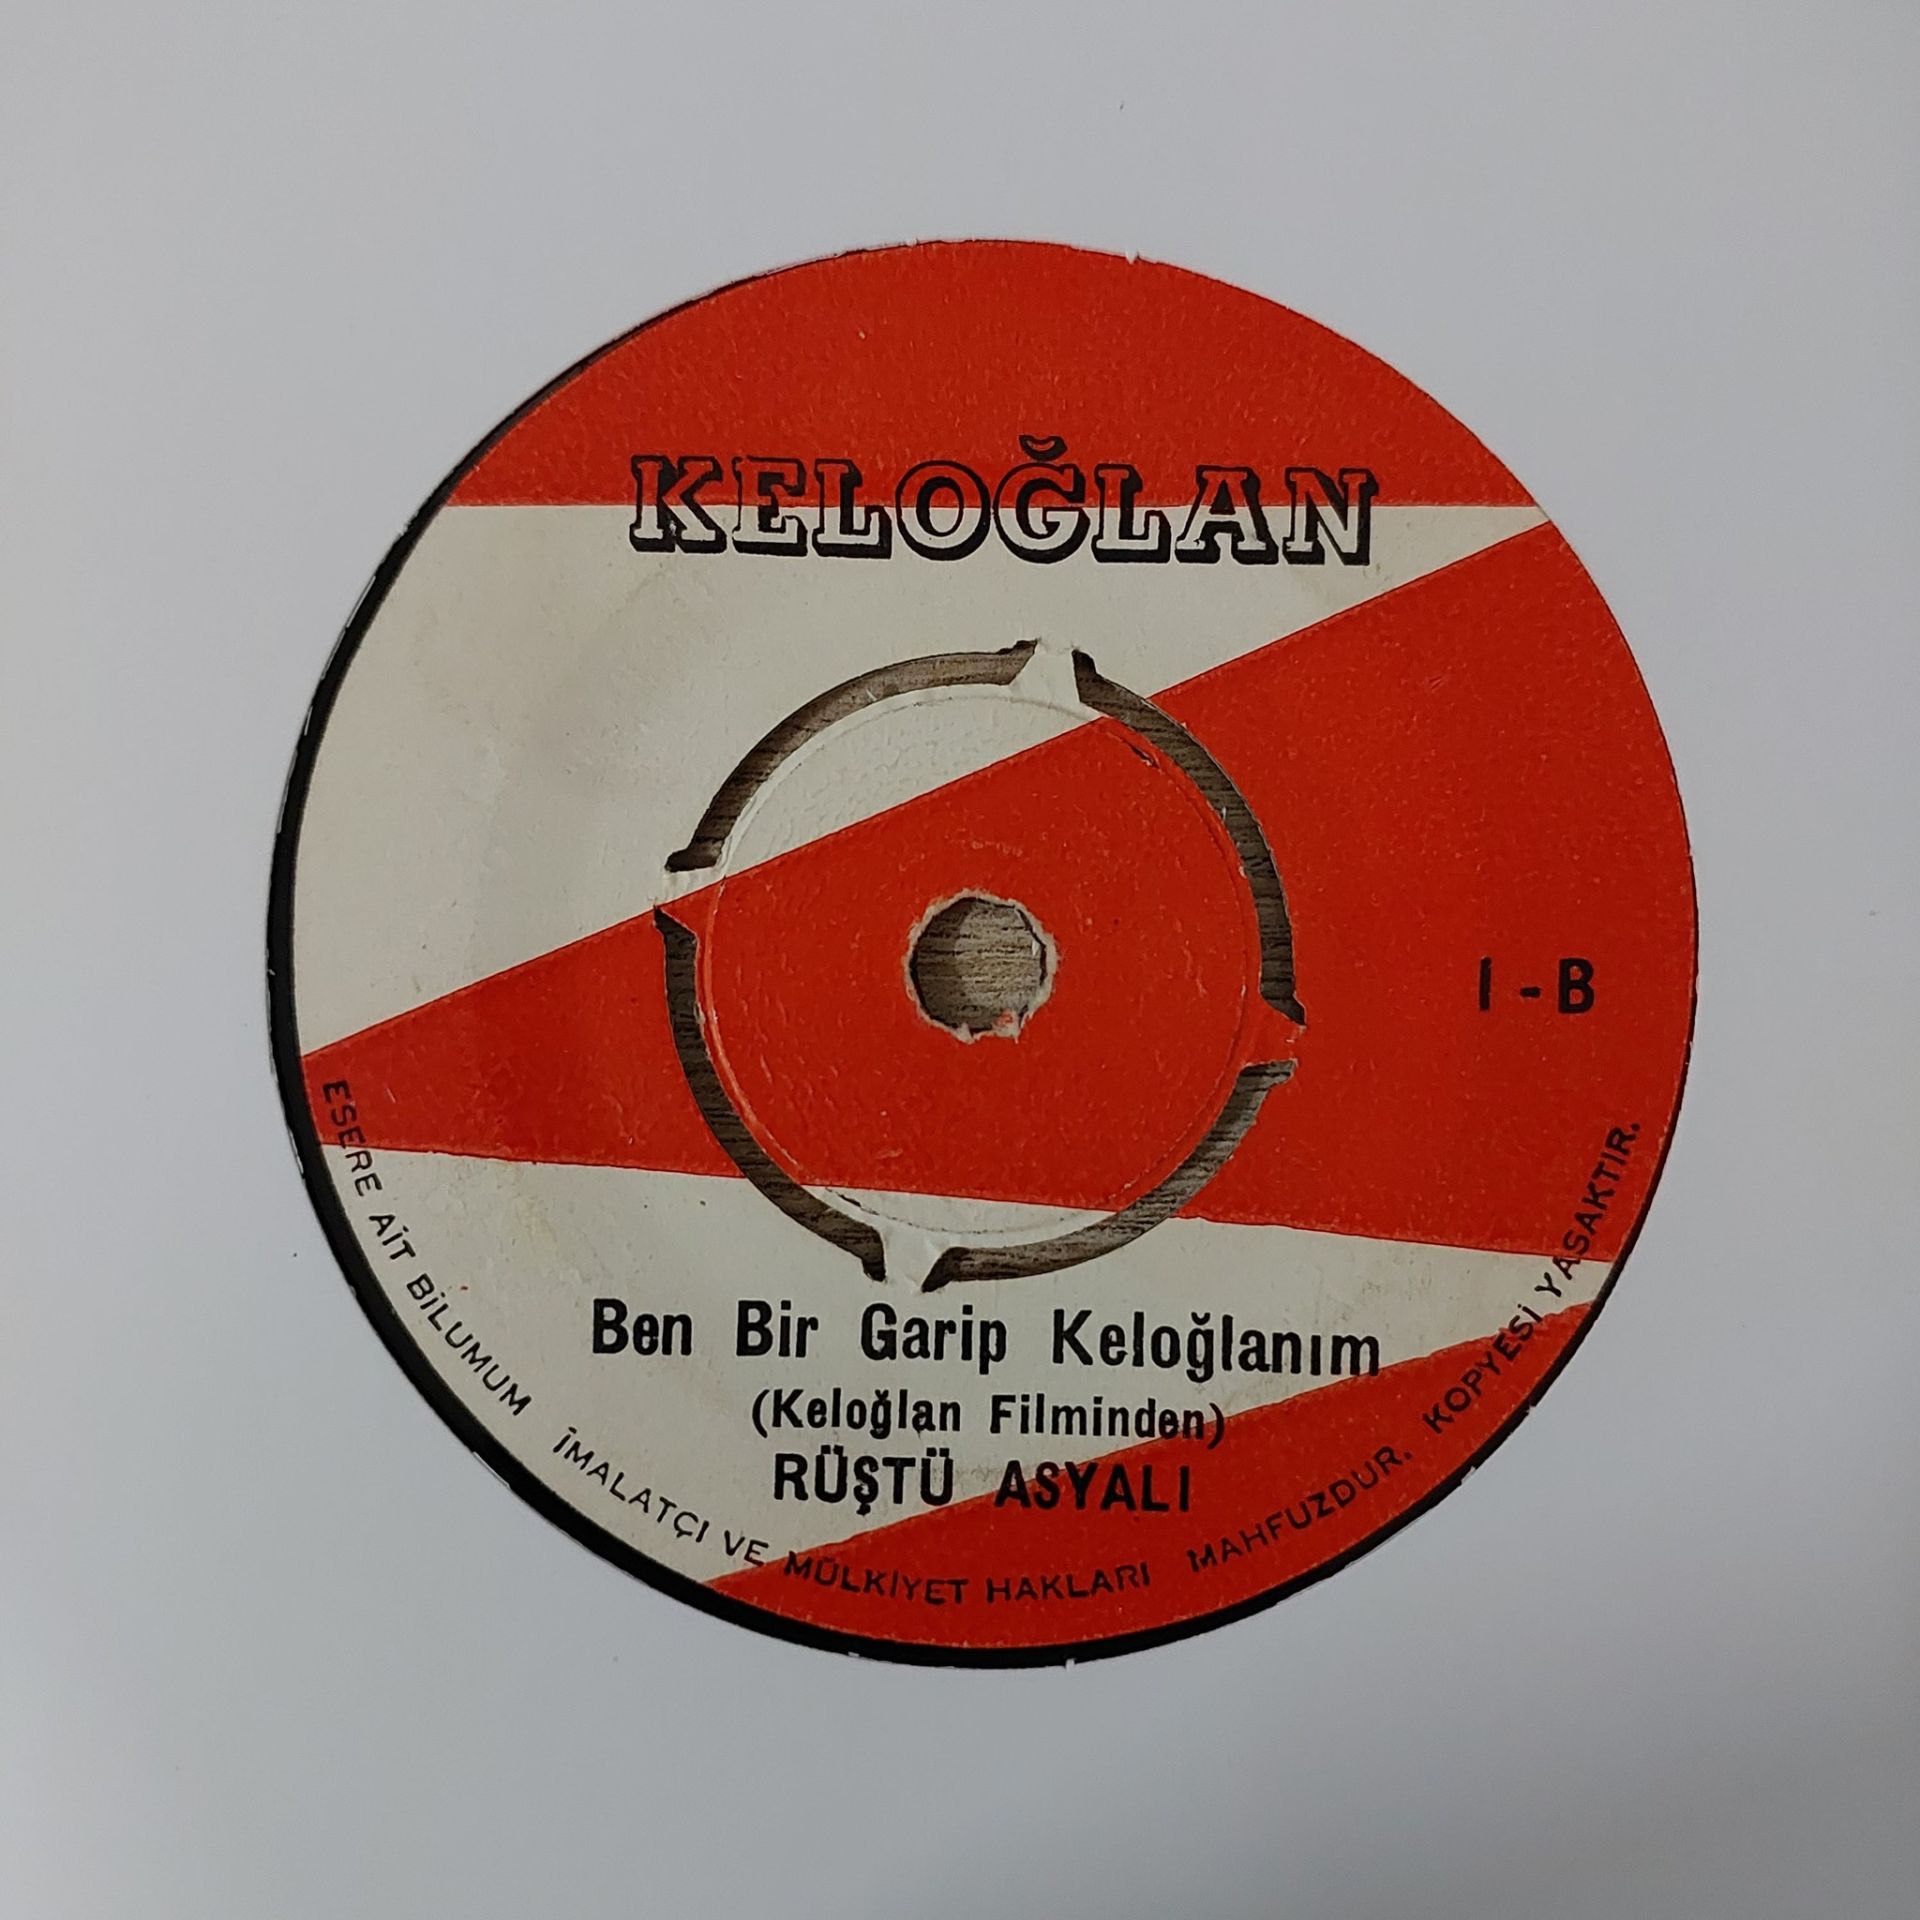 KELOĞLAN
1 - B
Ben Bir Garip Keloğlanım
(Keloğlan Filminden)
RÜŞTÜ ASYALI
ESERE AİT BİLUMUM İMALATÇI VE MÜLKİYET HAKLARI MAHFUZDUR. KOPYESİ YASAKTIR.